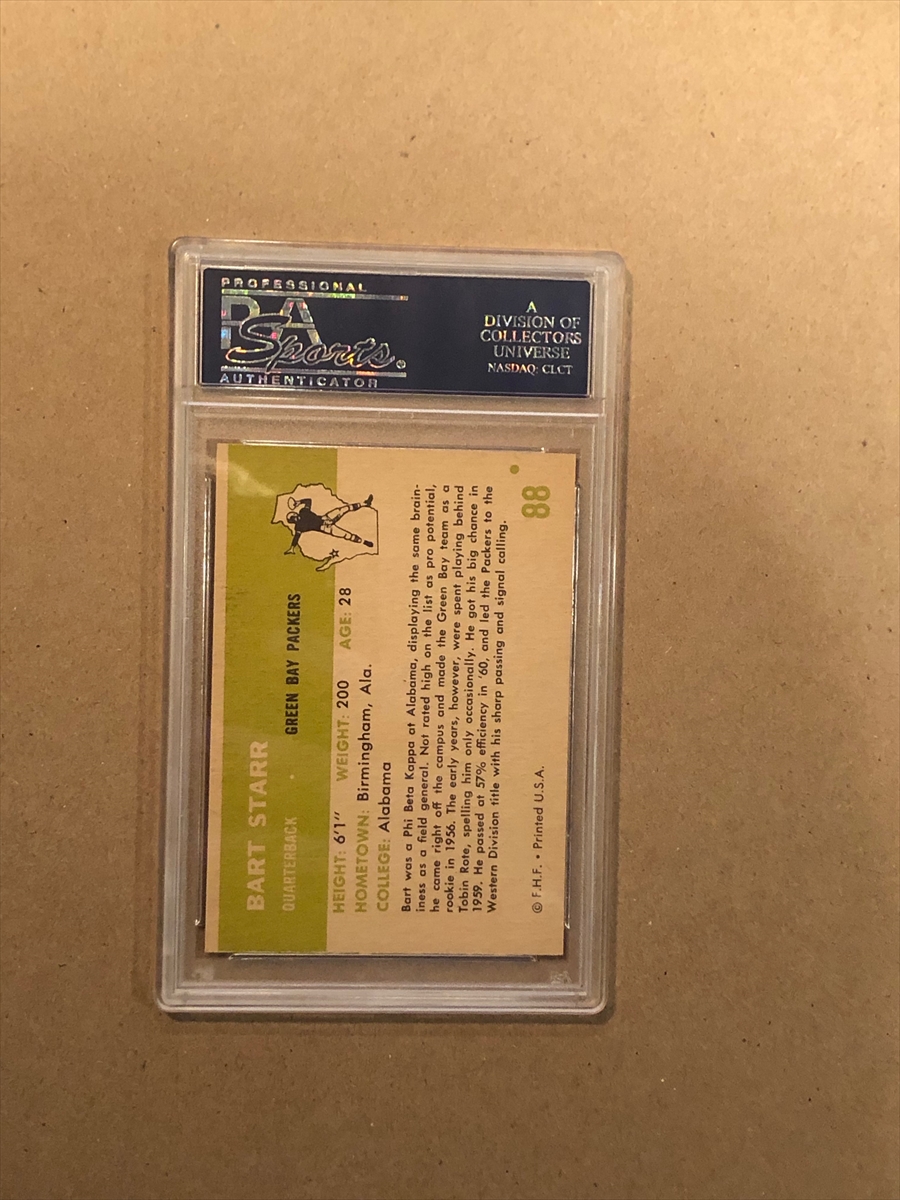 PROFESSIONAL
PSA
Sports.
AUTHENTICATOR
A
DIVISION OF
COLLECTORS
UNIVERSE
NASDAQ: CLCT
BART STARR
QUARTERBACK • GREEN BAY PACKERS
HEIGHT: 6'1" WEIGHT: 200 AGE: 28
HOMETOWN: Birmingham, Ala.
COLLEGE: Alabama
Bart was a Phi Beta Kappa at Alabama, displaying the same brain-
iness as a field general. Not rated high on the list as pro potential,
he came right off the campus and made the Green Bay team as a
rookie in 1956. The early years, however, were spent playing behind
Tobin Rote, spelling him only occasionally. He got his big chance in
1959. He passed at 57% efficiency in '60, and led the Packers to the
Western Division title with his sharp passing and signal calling.
© F.H.F. • Printed U.S.A.
88